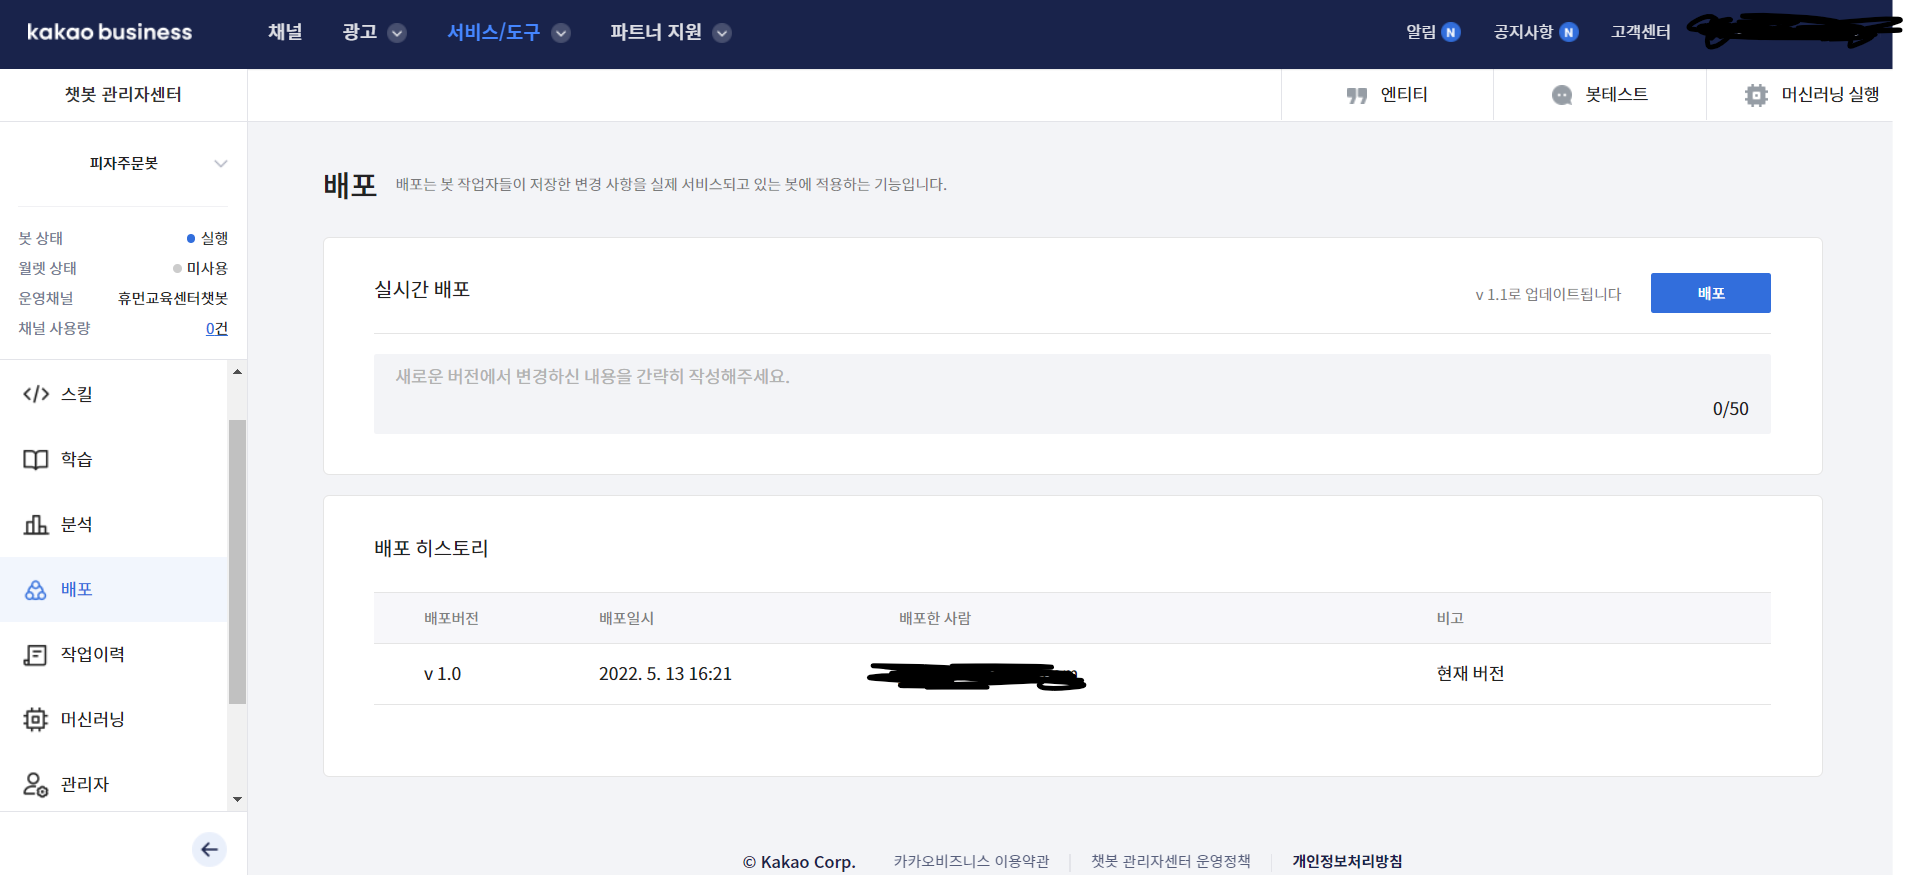 kakao business 채널 광고 서비스/도구 파트너 지원 알림 N 공지사항 N 고객센터
챗봇 관리자센터 엔티티 봇테스트 머신러닝 실행
피자주문봇
봇 상태 실행
월렛 상태 미사용
운영채널 휴먼교육센터챗봇
채널 사용량 0건
스킬
학습
분석
배포
작업이력
머신러닝
관리자
배포 배포는 봇 작업자들이 저장한 변경 사항을 실제 서비스되고 있는 봇에 적용하는 기능입니다.
실시간 배포 v 1.1로 업데이트됩니다 배포
새로운 버전에서 변경하신 내용을 간략히 작성해주세요.
0/50
배포 히스토리
배포버전 배포일시 배포한 사람 비고
v 1.0 2022. 5. 13 16:21 현재 버전
© Kakao Corp. 카카오비즈니스 이용약관 챗봇 관리자센터 운영정책 개인정보처리방침